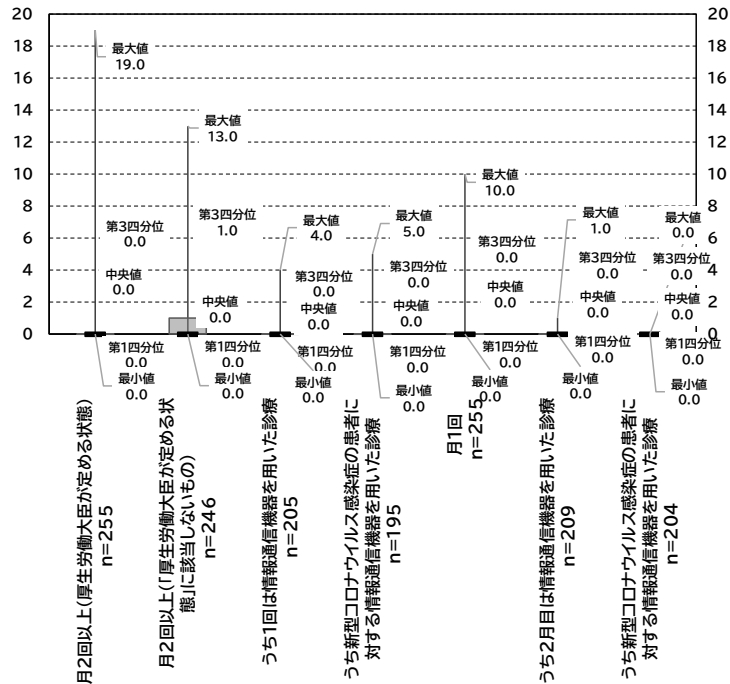 20
18
16
14
12
10
8
6
4
2
0
20
18
16
14
12
10
8
6
4
2
0
最大値
19.0
第3四分位
0.0
中央値
0.0
第1四分位
0.0
最小値
0.0
最大値
13.0
第3四分位
1.0
中央値
0.0
第1四分位
0.0
最小値
0.0
最大値
4.0
第3四分位
0.0
中央値
0.0
第1四分位
0.0
最小値
0.0
最大値
5.0
第3四分位
0.0
中央値
0.0
第1四分位
0.0
最小値
0.0
最大値
10.0
第3四分位
0.0
中央値
0.0
第1四分位
0.0
最小値
0.0
最大値
1.0
第3四分位
0.0
中央値
0.0
第1四分位
0.0
最小値
0.0
最大値
0.0
第3四分位
0.0
中央値
0.0
第1四分位
0.0
最小値
0.0
月2回以上(厚生労働大臣が定める状態)
n=255
月2回以上(「厚生労働大臣が定める状
態」に該当しないもの)
n=246
うち1回は情報通信機器を用いた診療
n=205
うち新型コロナウイルス感染症の患者に
対する情報通信機器を用いた診療
n=195
月1回
n=255
うち2月目は情報通信機器を用いた診療
n=209
うち新型コロナウイルス感染症の患者に
対する情報通信機器を用いた診療
n=204